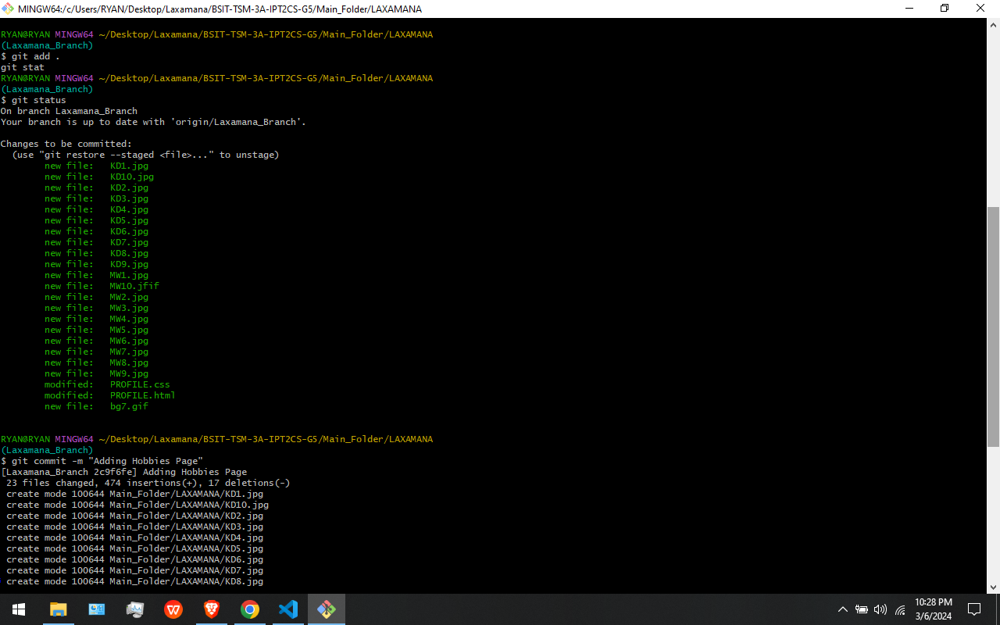 MINGW64:/c/Users/RYAN/Desktop/Laxamana/BSIT-TSM-3A-IPT2CS-G5/Main_Folder/LAXAMANA
RYAN@RYAN MINGW64 ~/Desktop/Laxamana/BSIT-TSM-3A-IPT2CS-G5/Main_Folder/LAXAMANA
(Laxamana_Branch)
$ git add .
git stat
RYAN@RYAN MINGW64 ~/Desktop/Laxamana/BSIT-TSM-3A-IPT2CS-G5/Main_Folder/LAXAMANA
(Laxamana_Branch)
$ git status
On branch Laxamana_Branch
Your branch is up to date with 'origin/Laxamana_Branch'.
Changes to be committed:
(use "git restore --staged <file>..." to unstage)
new file: KD1.jpg
new file: KD10.jpg
new file: KD2.jpg
new file: KD3.jpg
new file: KD4.jpg
new file: KD5.jpg
new file: KD6.jpg
new file: KD7.jpg
new file: KD8.jpg
new file: KD9.jpg
new file: MW1.jpg
new file: MW10.jfif
new file: MW2.jpg
new file: MW3.jpg
new file: MW4.jpg
new file: MW5.jpg
new file: MW6.jpg
new file: MW7.jpg
new file: MW8.jpg
new file: MW9.jpg
modified: PROFILE.css
modified: PROFILE.html
new file: bg7.gif
RYAN@RYAN MINGW64 ~/Desktop/Laxamana/BSIT-TSM-3A-IPT2CS-G5/Main_Folder/LAXAMANA
(Laxamana_Branch)
$ git commit -m "Adding Hobbies Page"
[Laxamana_Branch 2c9f6fe] Adding Hobbies Page
23 files changed, 474 insertions(+), 17 deletions(-)
create mode 100644 Main_Folder/LAXAMANA/KD1.jpg
create mode 100644 Main_Folder/LAXAMANA/KD10.jpg
create mode 100644 Main_Folder/LAXAMANA/KD2.jpg
create mode 100644 Main_Folder/LAXAMANA/KD3.jpg
create mode 100644 Main_Folder/LAXAMANA/KD4.jpg
create mode 100644 Main_Folder/LAXAMANA/KD5.jpg
create mode 100644 Main_Folder/LAXAMANA/KD6.jpg
create mode 100644 Main_Folder/LAXAMANA/KD7.jpg
create mode 100644 Main_Folder/LAXAMANA/KD8.jpg
10:28 PM
3/6/2024